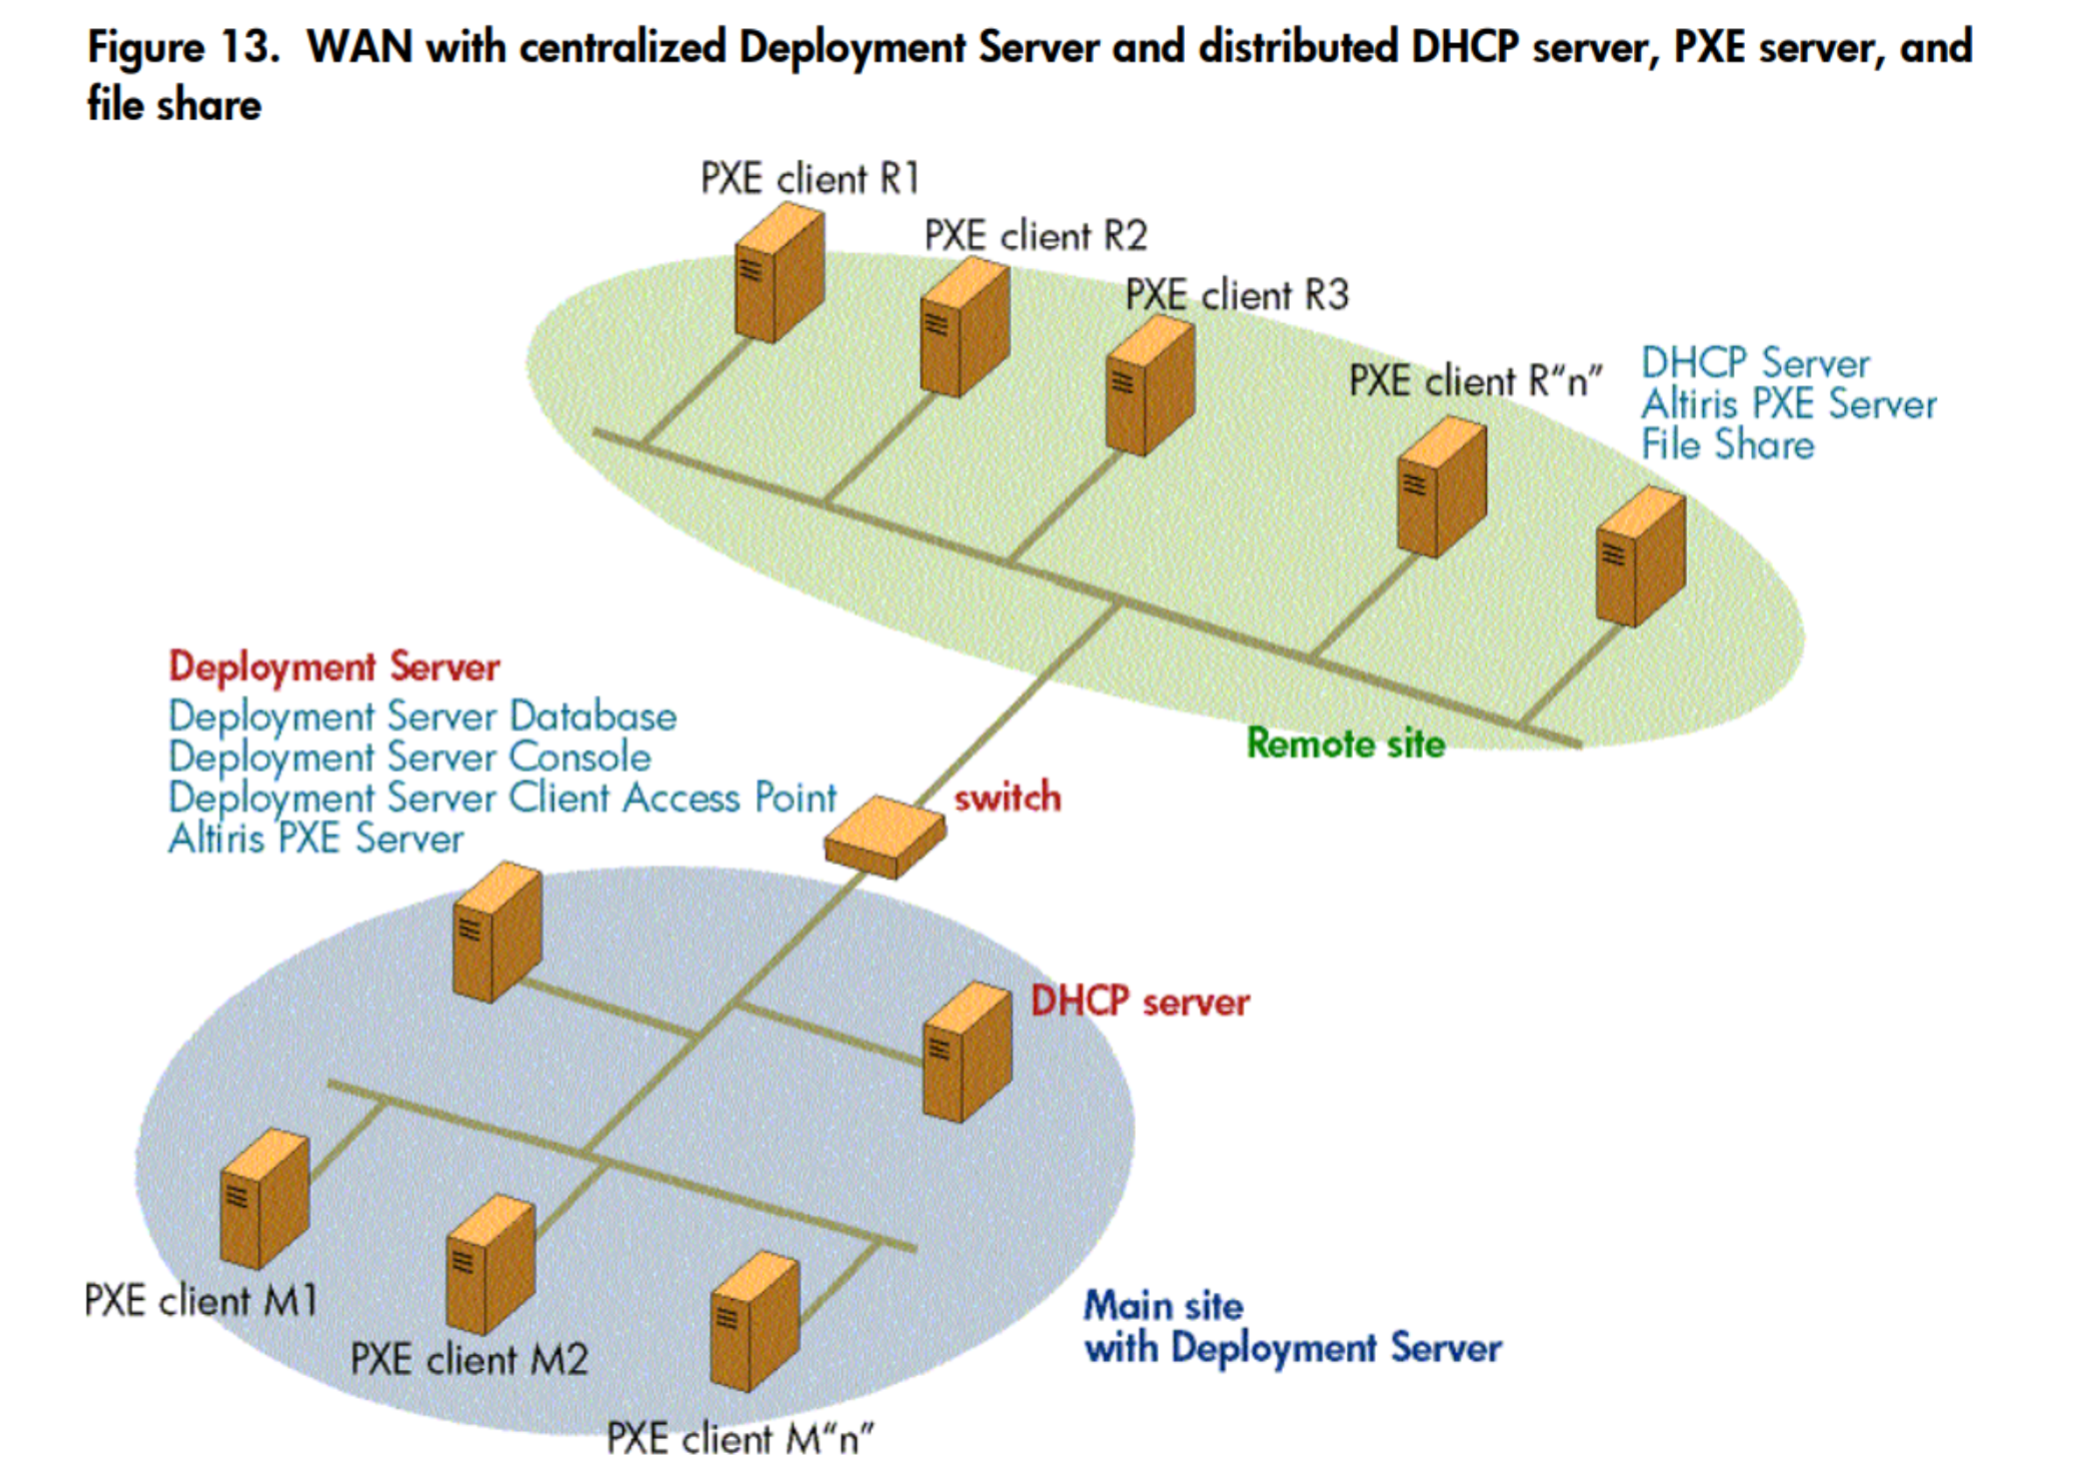 Figure 13. WAN with centralized Deployment Server and distributed DHCP server, PXE server, and
file share
PXE client R1
PXE client R2
PXE client R3
PXE client R“n”
DHCP Server
Altiris PXE Server
File Share
Deployment Server
Deployment Server Database
Deployment Server Console
Deployment Server Client Access Point
Altiris PXE Server
Remote site
switch
DHCP server
PXE client M1
PXE client M2
PXE client M“n”
Main site
with Deployment Server